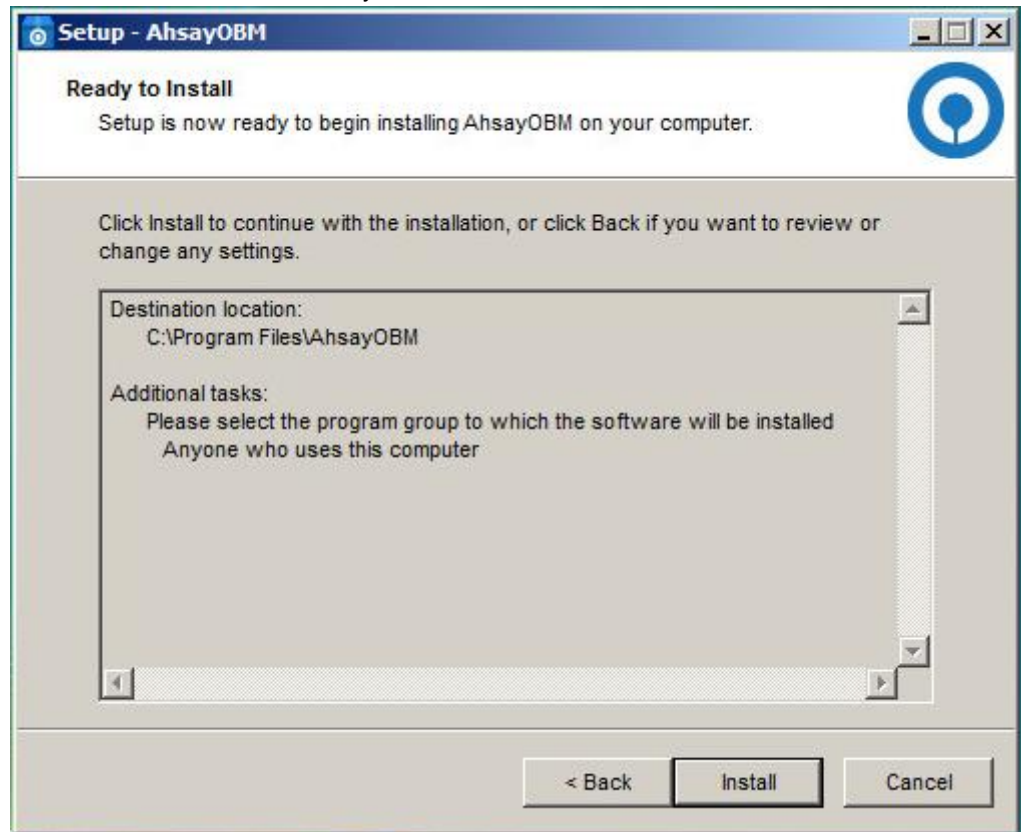 Setup - AhsayOBM
Ready to Install
Setup is now ready to begin installing AhsayOBM on your computer.
Click Install to continue with the installation, or click Back if you want to review or
change any settings.
Destination location:
C:\Program Files\AhsayOBM
Additional tasks:
Please select the program group to which the software will be installed
Anyone who uses this computer
< Back
Install
Cancel